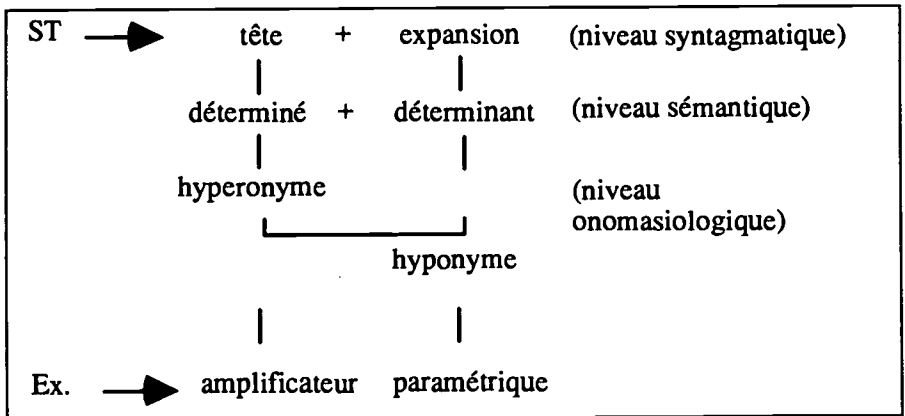 ST tête + expansion (niveau syntagmatique)
déterminé + déterminant (niveau sémantique)
hyperonyme (niveau
onomasiologique)
hyponyme
Ex. amplificateur paramétrique